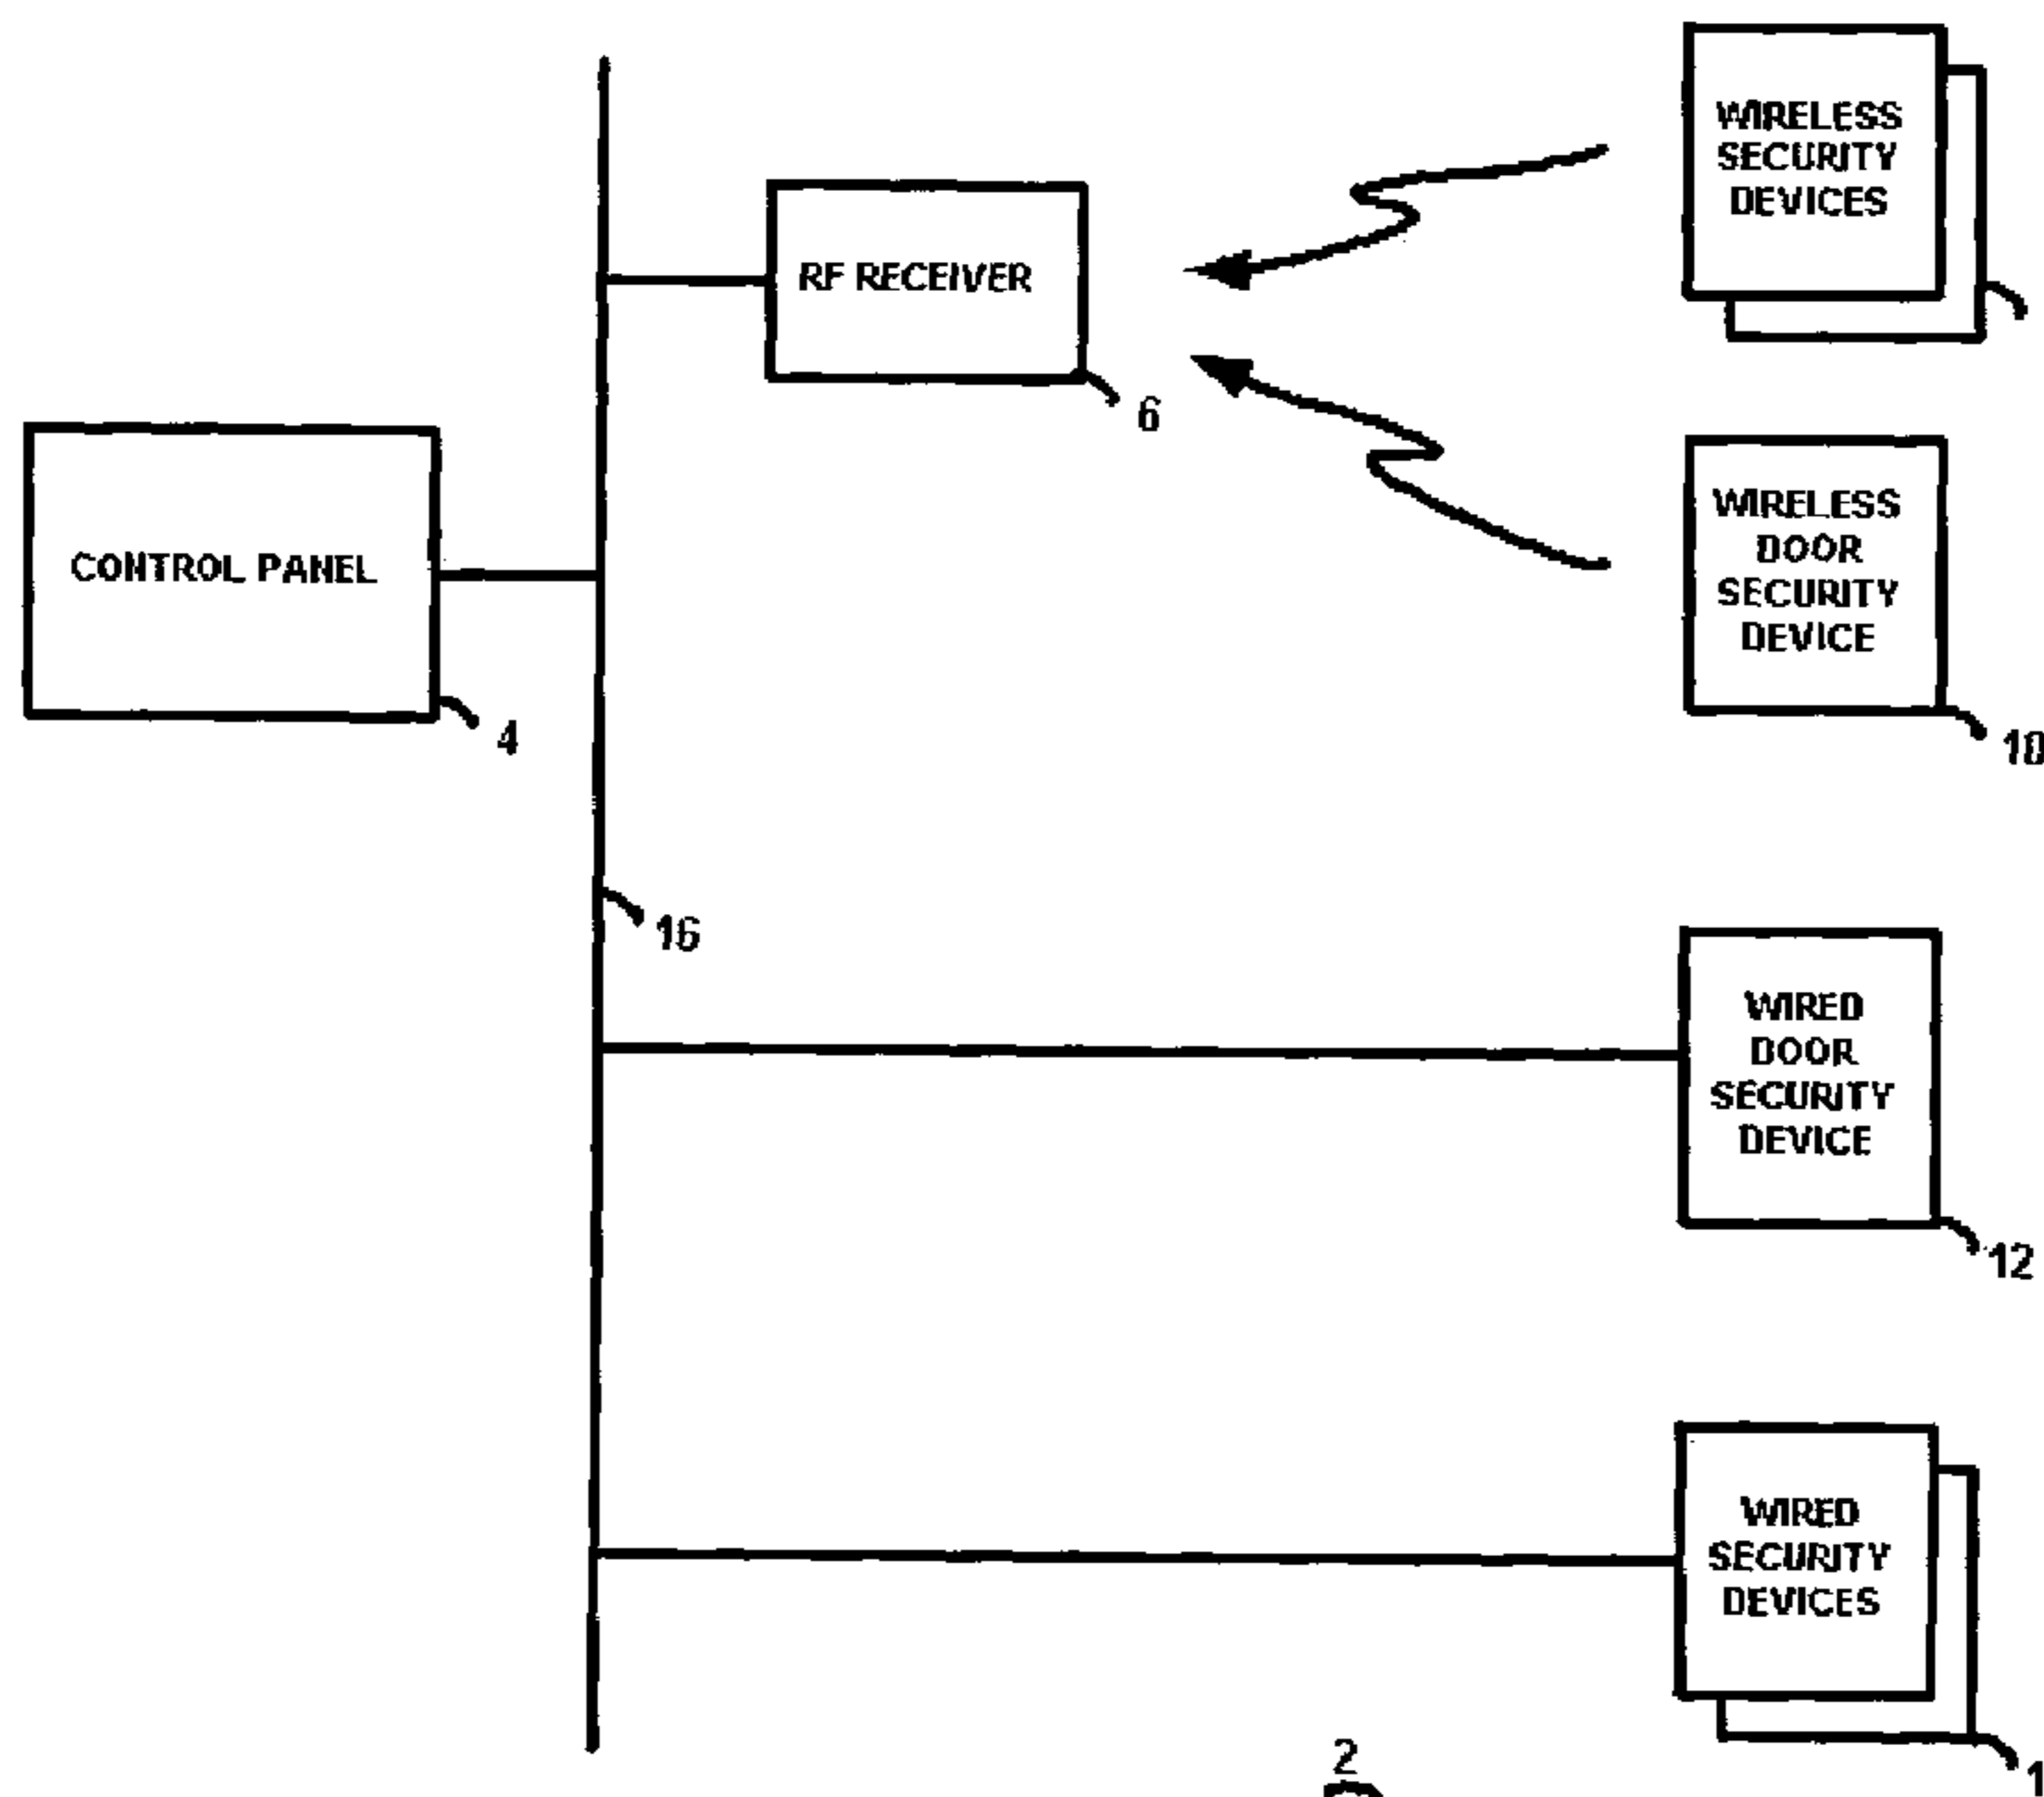 WIRELESS
SECURITY
DEVICES
RF RECEIVER
6
CONTROL PANEL
4
WIRELESS
DOOR
SECURITY
DEVICE
10
16
WIRED
DOOR
SECURITY
DEVICE
12
WIRED
SECURITY
DEVICES
2